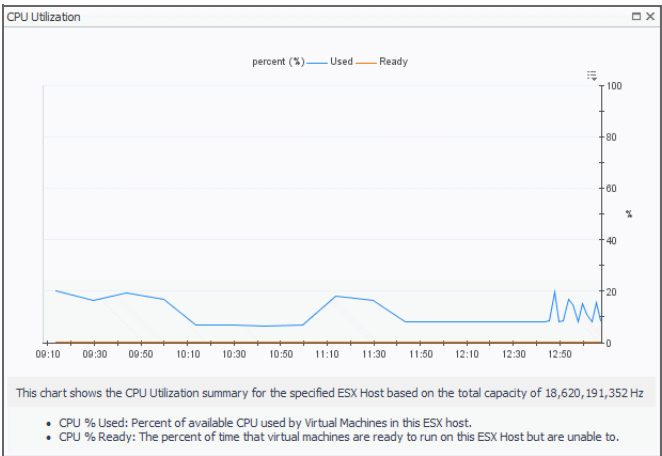 CPU Utilization
percent (%) Used Ready
100
80
60
%
40
20
0
09:10 09:30 09:50 10:10 10:30 10:50 11:10 11:30 11:50 12:10 12:30 12:50
This chart shows the CPU Utilization summary for the specified ESX Host based on the total capacity of 18,620,191,352 Hz
• CPU % Used: Percent of available CPU used by Virtual Machines in this ESX host.
• CPU % Ready: The percent of time that virtual machines are ready to run on this ESX Host but are unable to.